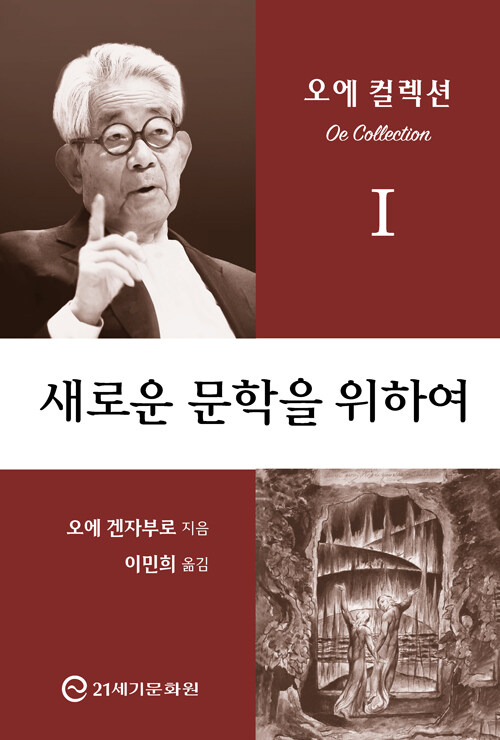 오에 컬렉션
Oe Collection
I
새로운 문학을 위하여
오에 겐자부로 지음
이민희 옮김
21세기문화원